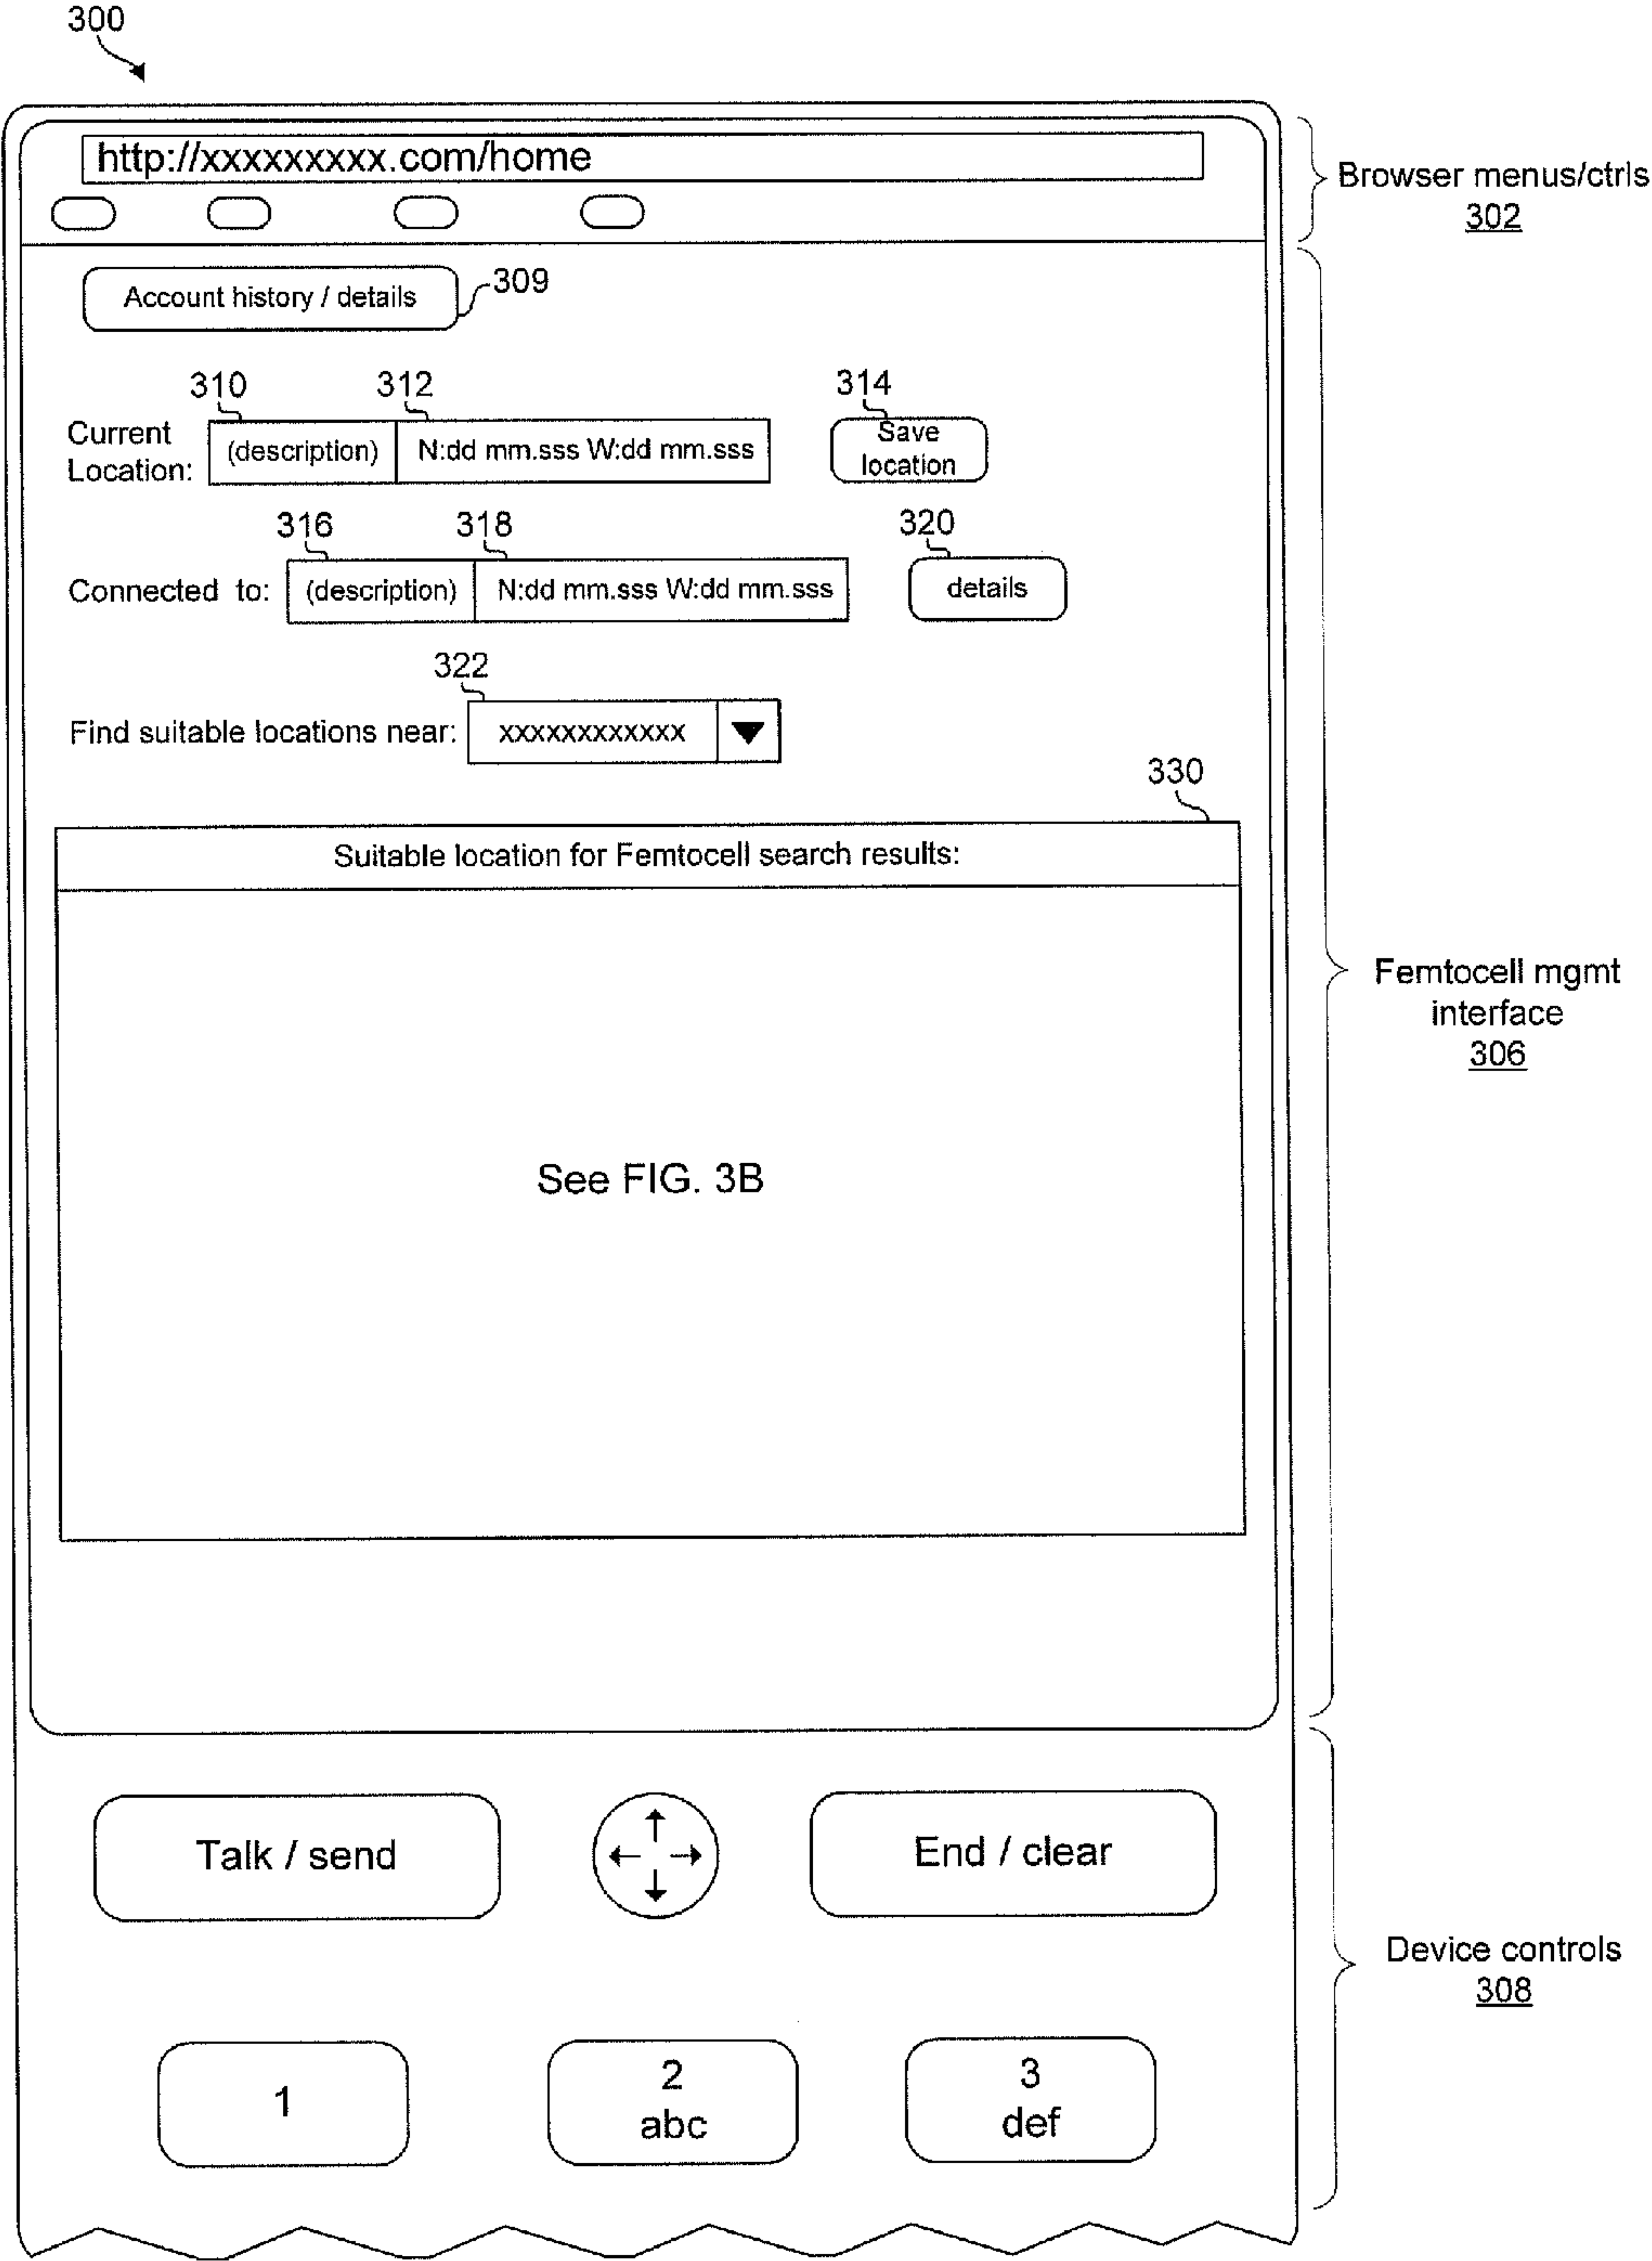 300
http://xxxxxxxxx.com/home
Browser menus/ctrls
302
Account history / details
309
310
312
314
Current
Location:
(description)
N:dd mm.sss W:dd mm.sss
Save
location
316
318
320
Connected to:
(description)
N:dd mm.sss W:dd mm.sss
details
322
Find suitable locations near:
xxxxxxxxxxxx
330
Suitable location for Femtocell search results:
See FIG. 3B
Femtocell mgmt
interface
306
Talk / send
End / clear
Device controls
308
1
2
abc
3
def